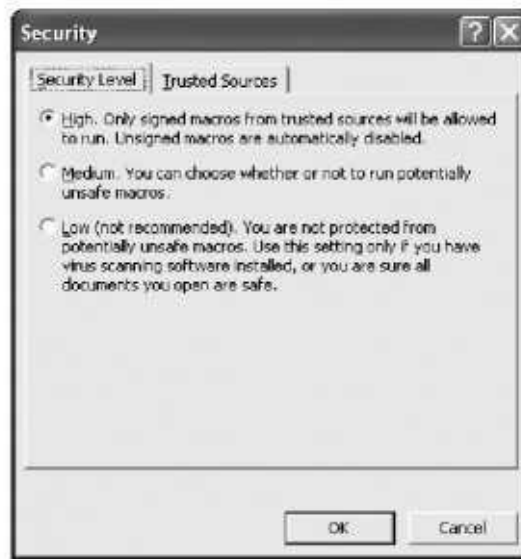 Security
Security Level
Trusted Sources
High. Only signed macros from trusted sources will be allowed
to run. Unsigned macros are automatically disabled.
Medium. You can choose whether or not to run potentially
unsafe macros.
Low (not recommended). You are not protected from
potentially unsafe macros. Use this setting only if you have
virus scanning software installed, or you are sure all
documents you open are safe.
OK
Cancel